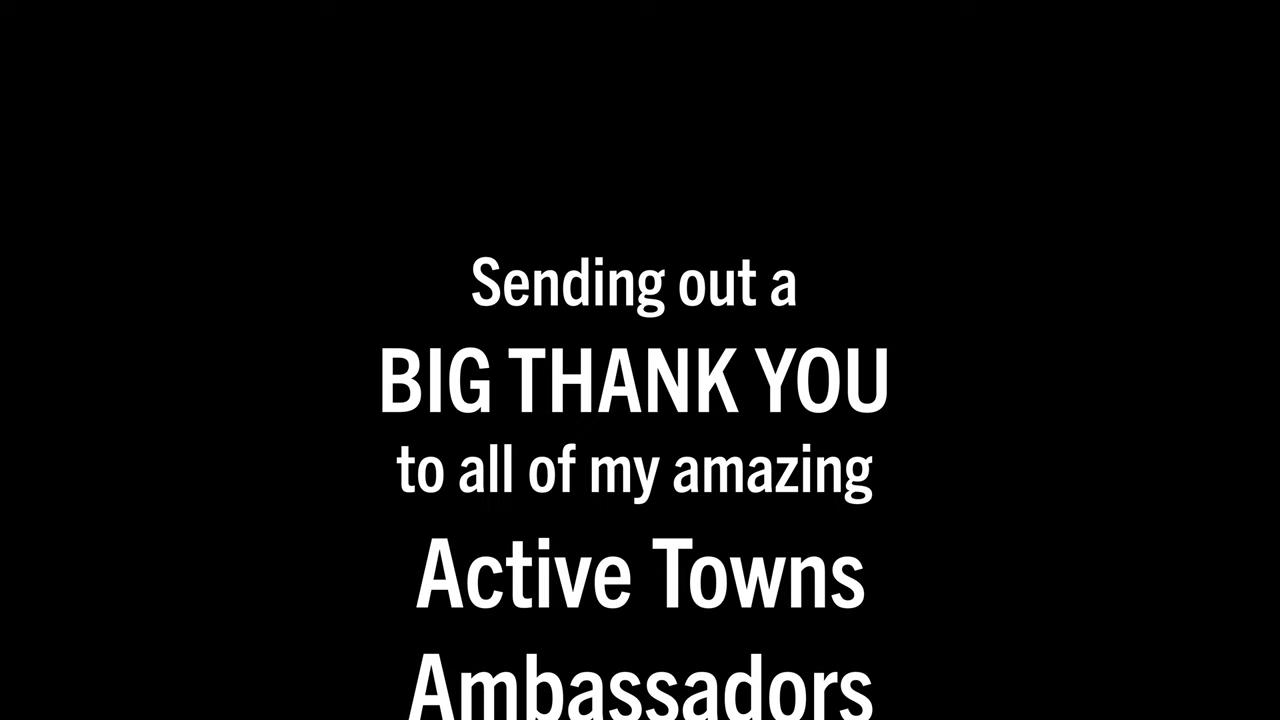 Sending out a
BIG THANK YOU
to all of my amazing
Active Towns
Ambassadors